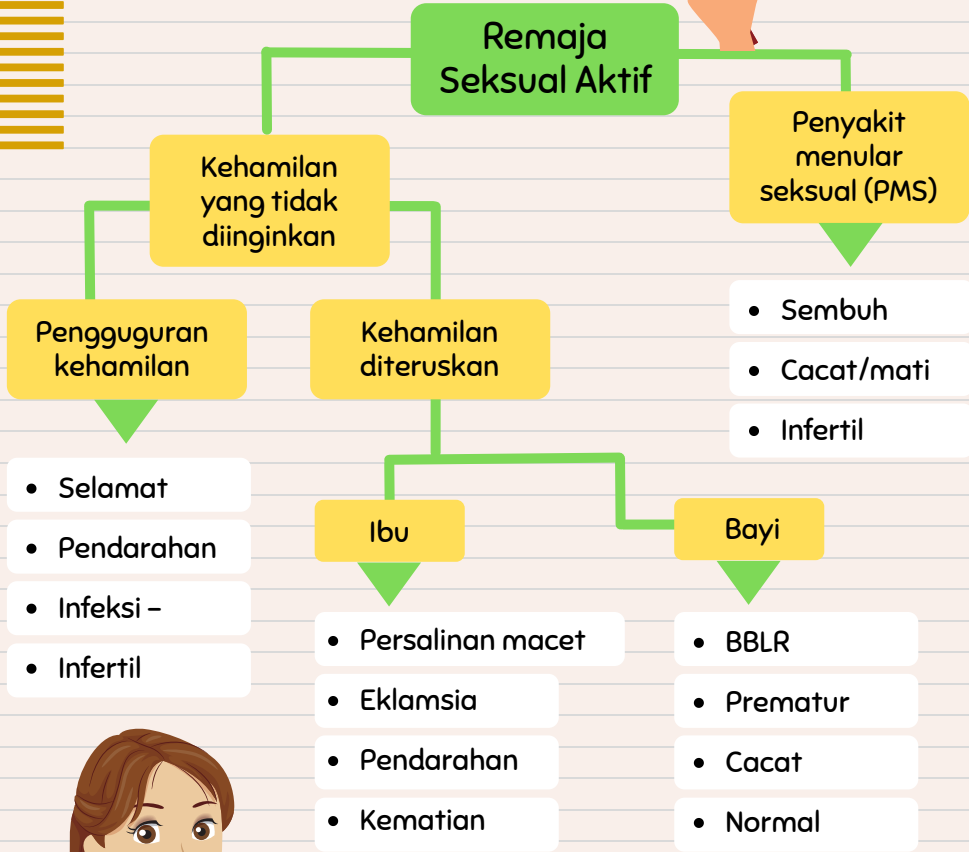 Remaja
Seksual Aktif
Kehamilan
yang tidak
diinginkan
Penyakit
menular
seksual (PMS)
• Sembuh
• Cacat/mati
• Infertil
Pengguguran
kehamilan
• Selamat
• Pendarahan
• Infeksi –
• Infertil
Kehamilan
diteruskan
Ibu
• Persalinan macet
• Eklamsia
• Pendarahan
• Kematian
Bayi
• BBLR
• Prematur
• Cacat
• Normal